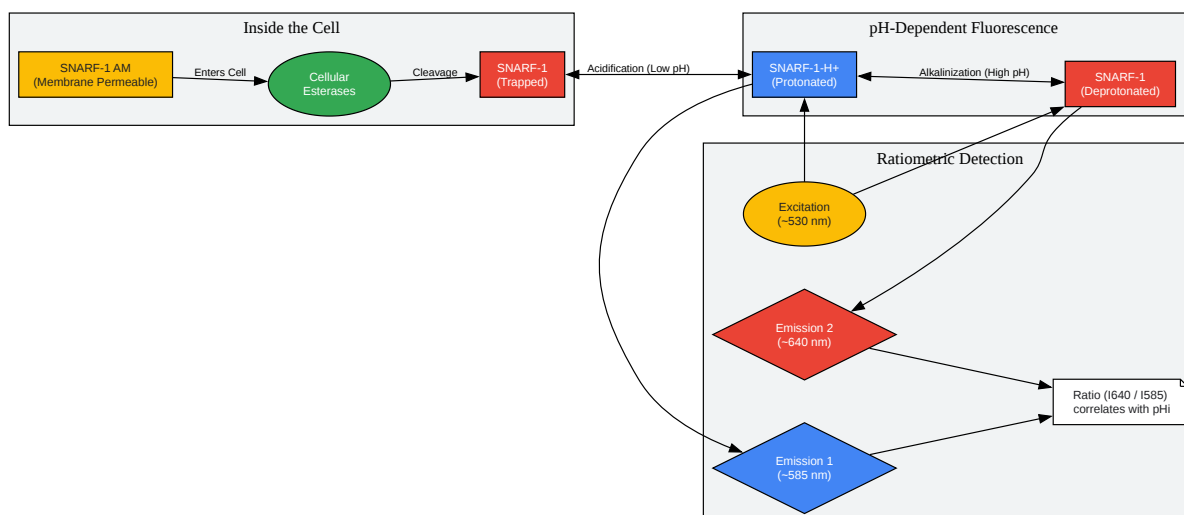 Inside the Cell
SNARF-1 AM
(Membrane Permeable)
Enters Cell
Cellular
Esterases
Cleavage
SNARF-1
(Trapped)
Acidification (Low pH)
pH-Dependent Fluorescence
SNARF-1-H+
(Protonated)
Alkalinization (High pH)
SNARF-1
(Deprotonated)
Ratiometric Detection
Excitation
(~530 nm)
Emission 2
(~640 nm)
Ratio (I640 / I585)
correlates with pHi
Emission 1
(~585 nm)